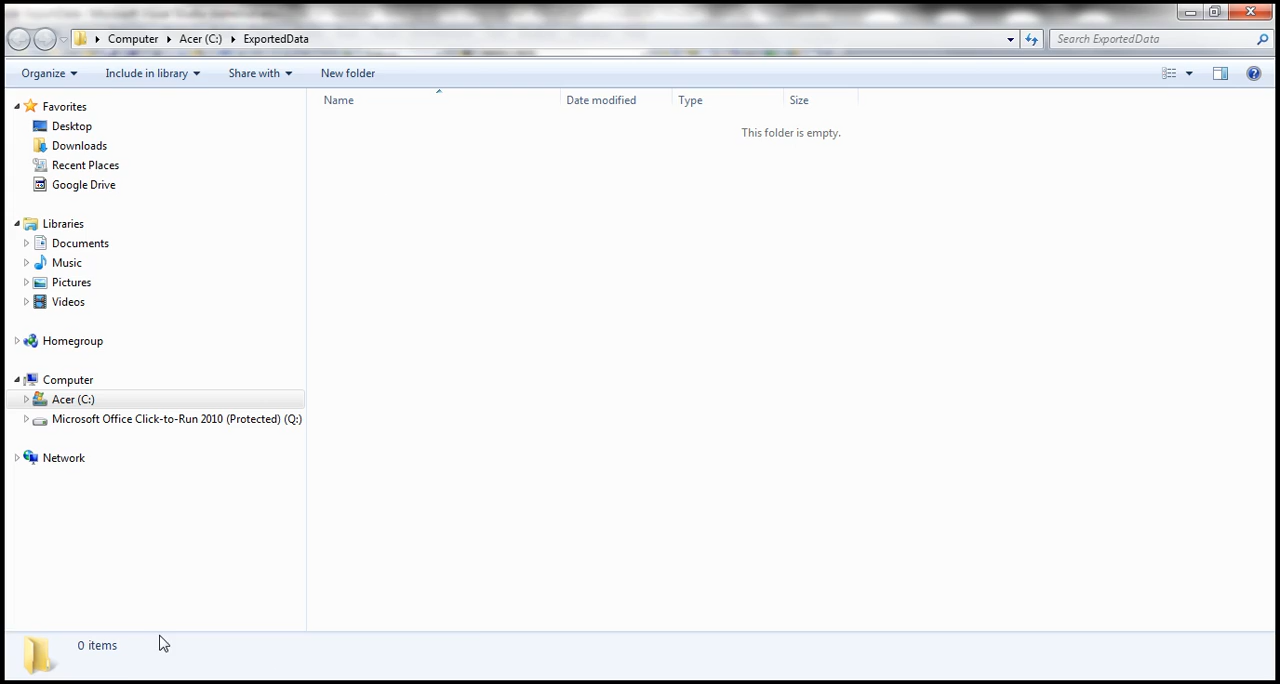 Computer Acer (C:) ExportedData
Search ExportedData
Organize Include in library Share with New folder
Name Date modified Type Size
This folder is empty.
Favorites
Desktop
Downloads
Recent Places
Google Drive
Libraries
Documents
Music
Pictures
Videos
Homegroup
Computer
Acer (C:)
Microsoft Office Click-to-Run 2010 (Protected) (Q:)
Network
0 items